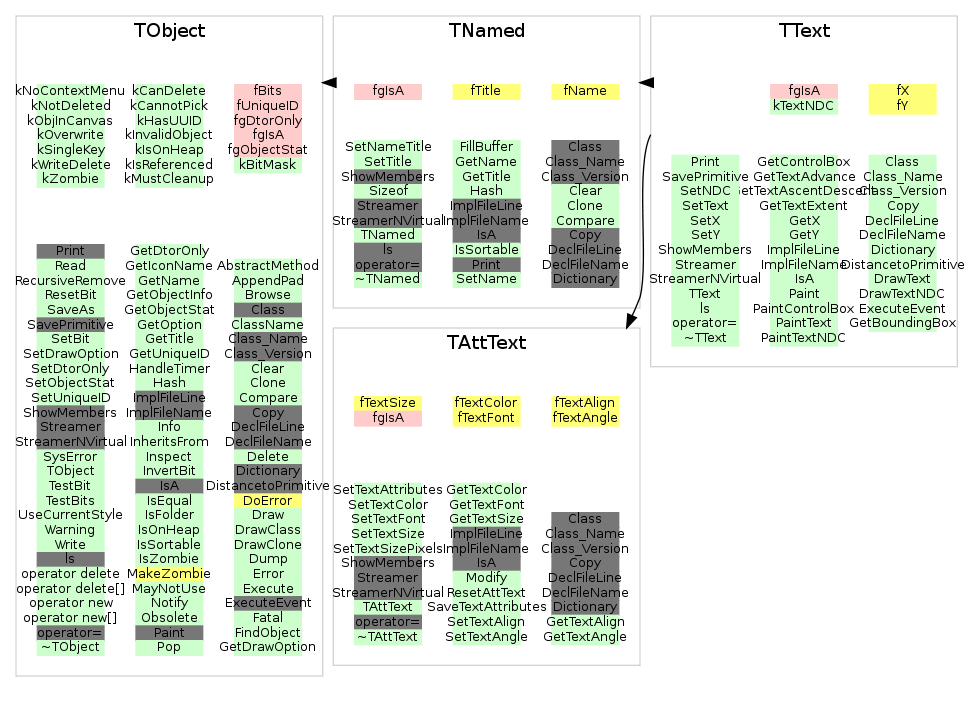 TObject
kNoContextMenu kCanDelete fBits
kNotDeleted kCannotPick fUniqueID
kObjInCanvas kHasUUID fgDtorOnly
kOverwrite kInvalidObject fgIsA
kSingleKey kIsOnHeap fgObjectStat
kWriteDelete kIsReferenced kBitMask
kZombie kMustCleanup
Print GetDtorOnly
Read GetIconName AbstractMethod
RecursiveRemove GetName AppendPad
ResetBit GetObjectInfo Browse
SaveAs GetObjectStat Class
SavePrimitive GetOption ClassName
SetBit GetTitle Class_Name
SetDrawOption GetUniqueID Class_Version
SetDtorOnly HandleTimer Clear
SetObjectStat Hash Clone
SetUniqueID ImplFileLine Compare
ShowMembers ImplFileName Copy
Streamer Info DeclFileLine
StreamerNVirtual InheritsFrom DeclFileName
SysError Inspect Delete
TObject InvertBit Dictionary
TestBit IsA DistancetoPrimitive
TestBits IsEqual DoError
UseCurrentStyle IsFolder Draw
Warning IsOnHeap DrawClass
Write IsSortable DrawClone
ls IsZombie Dump
operator delete MakeZombie Error
operator delete[] MayNotUse Execute
operator new Notify ExecuteEvent
operator new[] Obsolete Fatal
operator= Paint FindObject
~TObject Pop GetDrawOption
TNamed
fgIsA fTitle fName
SetNameTitle FillBuffer Class
SetTitle GetName Class_Name
ShowMembers GetTitle Class_Version
Sizeof Hash Clear
Streamer ImplFileLine Clone
StreamerNVirtual ImplFileName Compare
TNamed IsA Copy
ls IsSortable DeclFileLine
operator= Print DeclFileName
~TNamed SetName Dictionary
TAttText
fTextSize fTextColor fTextAlign
fgIsA fTextFont fTextAngle
SetTextAttributes GetTextColor
SetTextColor GetTextFont
SetTextFont GetTextSize Class
SetTextSize ImplFileLine Class_Name
SetTextSizePixels ImplFileName Class_Version
ShowMembers IsA Copy
Streamer Modify DeclFileLine
StreamerNVirtual ResetAttText DeclFileName
TAttText SaveTextAttributes Dictionary
operator= SetTextAlign GetTextAlign
~TAttText SetTextAngle GetTextAngle
TText
fgIsA fX
kTextNDC fY
Print GetControlBox Class
SavePrimitive GetTextAdvance Class_Name
SetNDC GetTextAscentDescent Class_Version
SetText GetTextExtent Copy
SetX GetX DeclFileLine
SetY GetY DeclFileName
ShowMembers ImplFileLine Dictionary
Streamer ImplFileName DistancetoPrimitive
StreamerNVirtual IsA DrawText
TText Paint DrawTextNDC
ls PaintControlBox ExecuteEvent
operator= PaintText GetBoundingBox
~TText PaintTextNDC